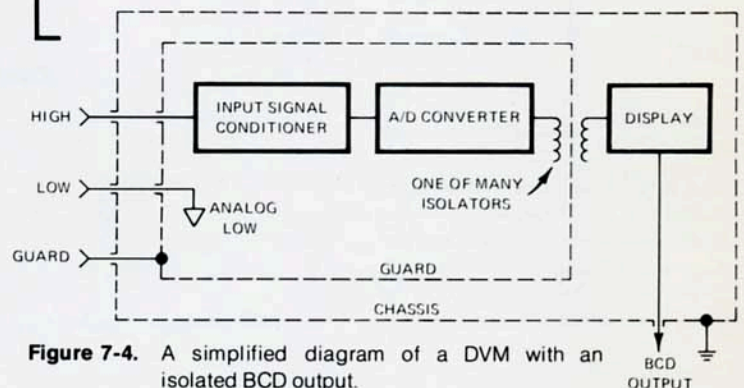 HIGH
INPUT SIGNAL
CONDITIONER
A/D CONVERTER
DISPLAY
LOW
ANALOG
LOW
ONE OF MANY
ISOLATORS
GUARD
GUARD
CHASSIS
Figure 7-4. A simplified diagram of a DVM with an
isolated BCD output.
BCD
OUTPUT